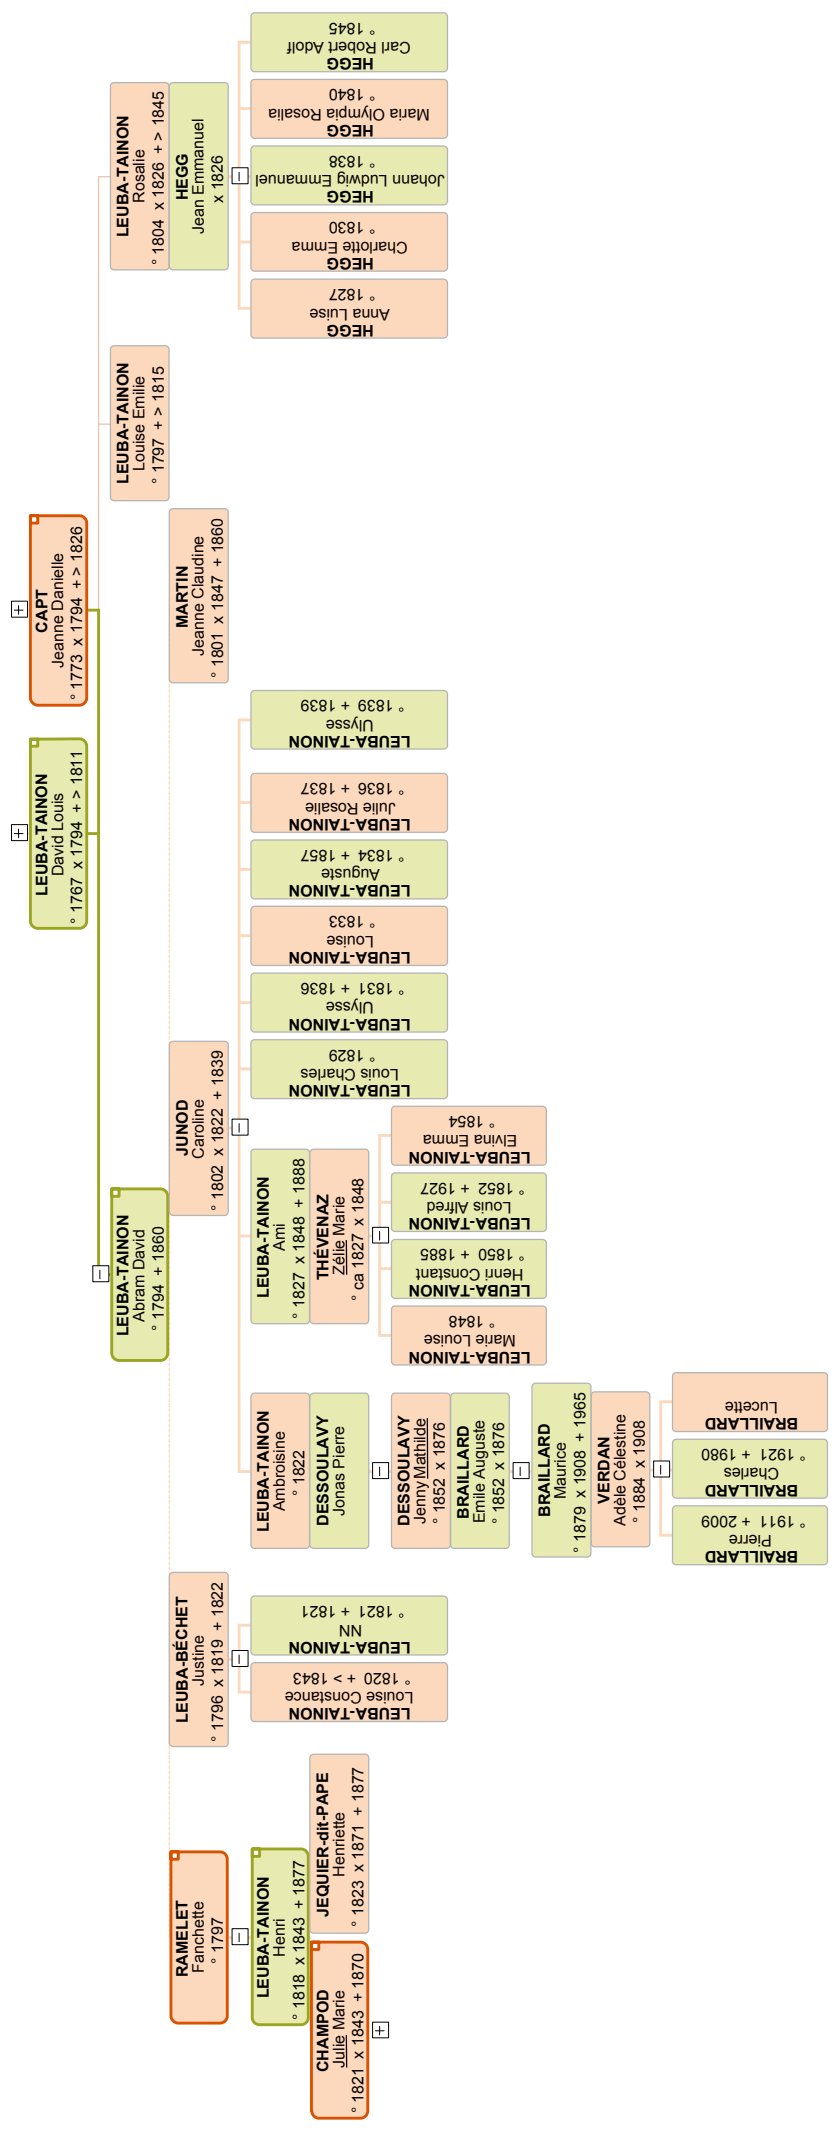 CAPT
Jeanne Danielle
° 1773 x 1794 + > 1826
LEUBA-TAINON
David Louis
° 1767 x 1794 + > 1811
LEUBA-TAINON
Rosalie
° 1804 x 1826 + > 1845
HEGG
Jean Emmanuel
x 1826
HEGG
Carl Robert Adolf
° 1845
HEGG
Maria Olympia Rosalia
° 1840
HEGG
Johann Ludwig Emmanuel
° 1838
HEGG
Charlotte Emma
° 1830
HEGG
Anna Luise
° 1827
LEUBA-TAINON
Louise Emilie
° 1797 + > 1815
LEUBA-TAINON
Abram David
° 1794 + 1860
MARTIN
Jeanne Claudine
° 1801 x 1847 + 1860
JUNOD
Caroline
° 1802 x 1822 + 1839
LEUBA-TAINON
Ulysse
° 1839 + 1839
LEUBA-TAINON
Julie Rosalie
° 1836 + 1837
LEUBA-TAINON
Auguste
° 1834 + 1857
LEUBA-TAINON
Louise
° 1833
LEUBA-TAINON
Ulysse
° 1831 + 1836
LEUBA-TAINON
Louis Charles
° 1829
LEUBA-TAINON
Ami
° 1827 x 1848 + 1888
THÉVENAZ
Zélie Marie
° ca 1827 x 1848
LEUBA-TAINON
Elvina Emma
° 1854
LEUBA-TAINON
Louis Alfred
° 1852 + 1927
LEUBA-TAINON
Henri Constant
° 1850 + 1885
LEUBA-TAINON
Marie Louise
° 1848
LEUBA-TAINON
Ambroisine
° 1822
DESSOULAVY
Jonas Pierre
DESSOULAVY
Jenny Mathilde
° 1852 x 1876
BRAILLARD
Emile Auguste
° 1852 x 1876
BRAILLARD
Maurice
° 1879 x 1908 + 1965
VERDAN
Adèle Célestine
° 1884 x 1908
BRAILLARD
Lucette
BRAILLARD
Charles
° 1921 + 1980
BRAILLARD
Pierre
° 1911 + 2009
LEUBA-BÉCHET
Justine
° 1796 x 1819 + 1822
LEUBA-TAINON
NN
° 1821 + 1821
LEUBA-TAINON
Louise Constance
° 1820 + > 1843
RAMELET
Fanchette
° 1797
LEUBA-TAINON
Henri
° 1818 x 1843 + 1877
JEQUIER-dit-PAPE
Henriette
° 1823 x 1871 + 1877
CHAMPOD
Julie Marie
° 1821 x 1843 + 1870